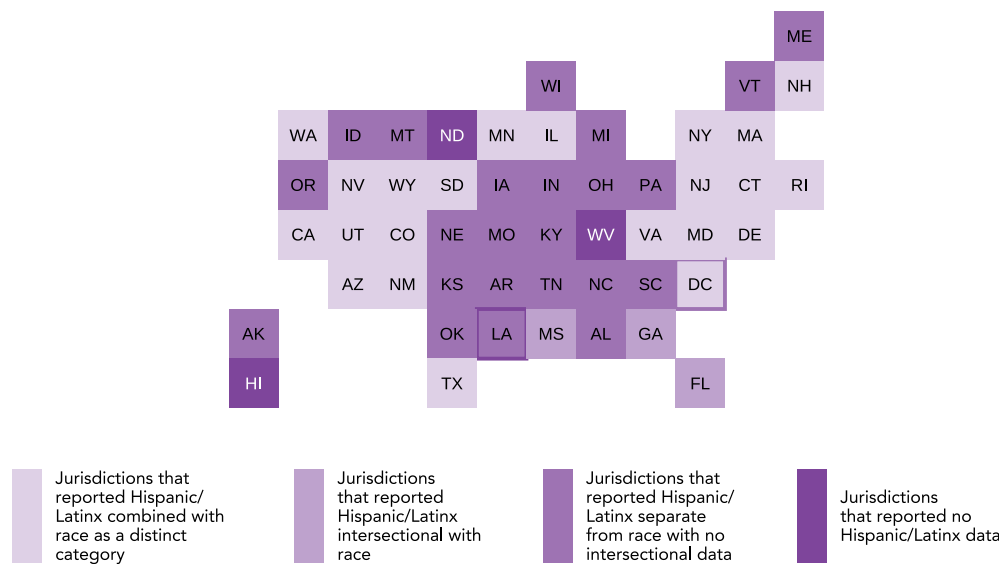 ME
WI VT NH
WA ID MT ND MN IL MI NY MA
OR NV WY SD IA IN OH PA NJ CT RI
CA UT CO NE MO KY WV VA MD DE
AZ NM KS AR TN NC SC DC
AK OK LA MS AL GA
HI TX FL
Jurisdictions that
reported Hispanic/
Latinx combined with
race as a distinct
category
Jurisdictions
that reported
Hispanic/Latinx
intersectional with
race
Jurisdictions that
reported Hispanic/
Latinx separate
from race with no
intersectional data
Jurisdictions
that reported no
Hispanic/Latinx data